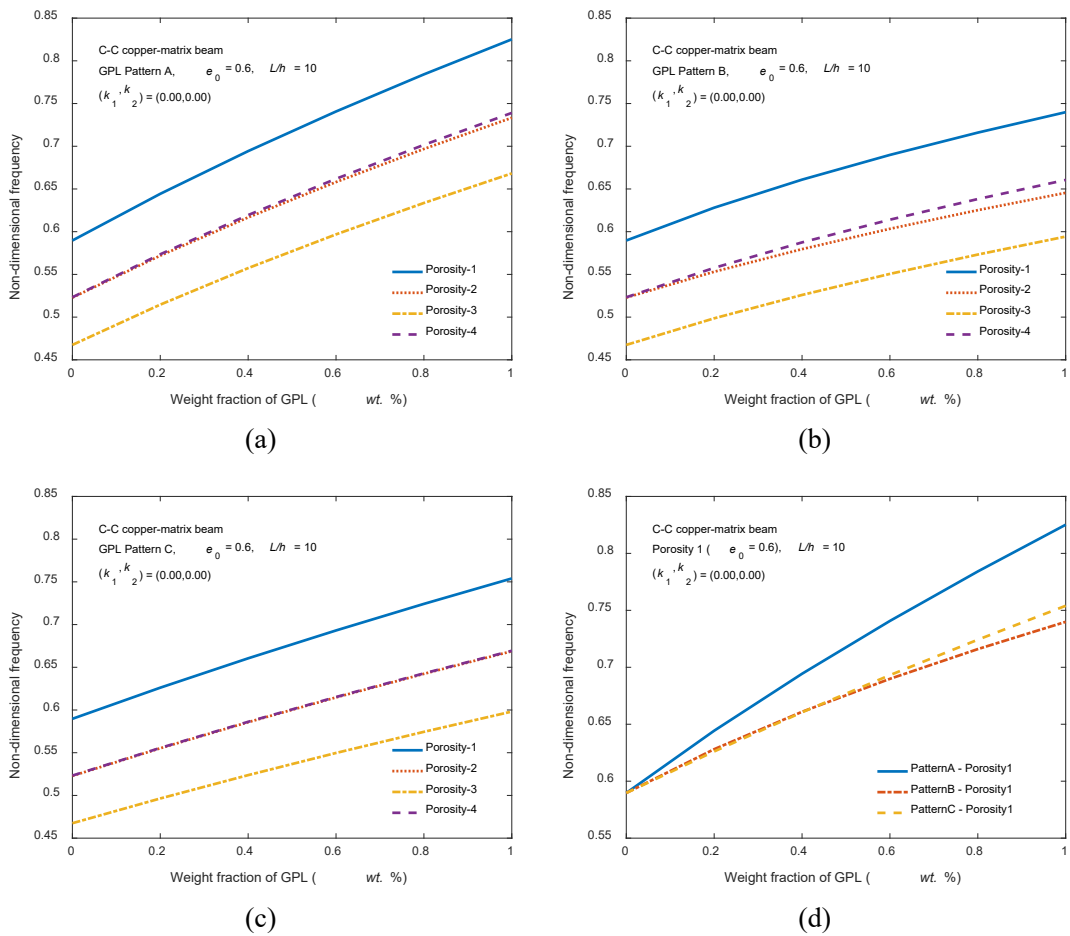 0.85
0.8
0.75
0.7
0.65
0.6
0.55
0.5
0.45
Non-dimensional frequency
C-C copper-matrix beam
GPL Pattern A, e0 = 0.6, L/h = 10
(k1, k2) = (0.00,0.00)
Porosity-1
Porosity-2
Porosity-3
Porosity-4
0 0.2 0.4 0.6 0.8 1
Weight fraction of GPL ( wt. %)
(a)
0.85
0.8
0.75
0.7
0.65
0.6
0.55
0.5
0.45
Non-dimensional frequency
C-C copper-matrix beam
GPL Pattern B, e0 = 0.6, L/h = 10
(k1, k2) = (0.00,0.00)
Porosity-1
Porosity-2
Porosity-3
Porosity-4
0 0.2 0.4 0.6 0.8 1
Weight fraction of GPL ( wt. %)
(b)
0.85
0.8
0.75
0.7
0.65
0.6
0.55
0.5
0.45
Non-dimensional frequency
C-C copper-matrix beam
GPL Pattern C, e0 = 0.6, L/h = 10
(k1, k2) = (0.00,0.00)
Porosity-1
Porosity-2
Porosity-3
Porosity-4
0 0.2 0.4 0.6 0.8 1
Weight fraction of GPL ( wt. %)
(c)
0.85
0.8
0.75
0.7
0.65
0.6
0.55
Non-dimensional frequency
C-C copper-matrix beam
Porosity 1 ( e0 = 0.6), L/h = 10
(k1, k2) = (0.00,0.00)
PatternA - Porosity1
PatternB - Porosity1
PatternC - Porosity1
0 0.2 0.4 0.6 0.8 1
Weight fraction of GPL ( wt. %)
(d)